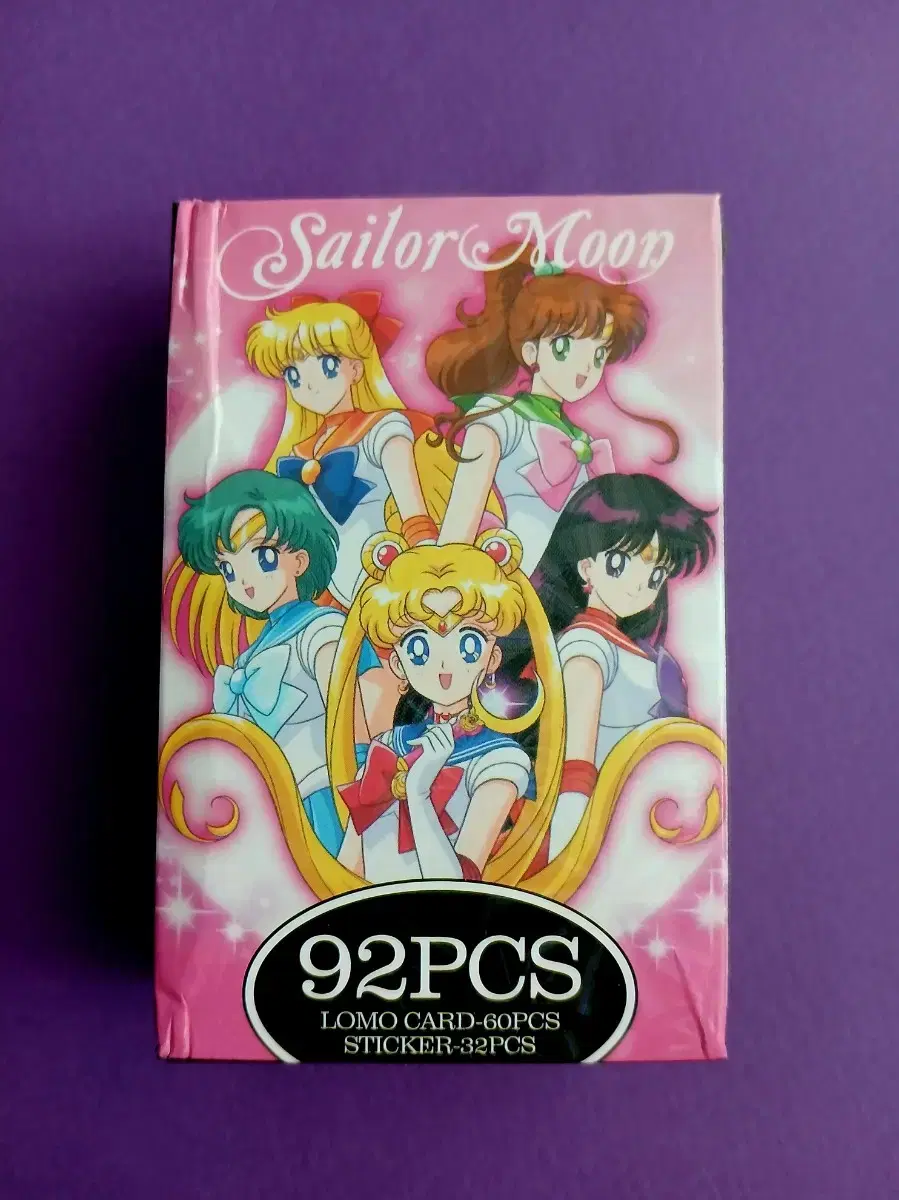 Sailor Moon
92PCS
LOMO CARD-60PCS
STICKER-32PCS